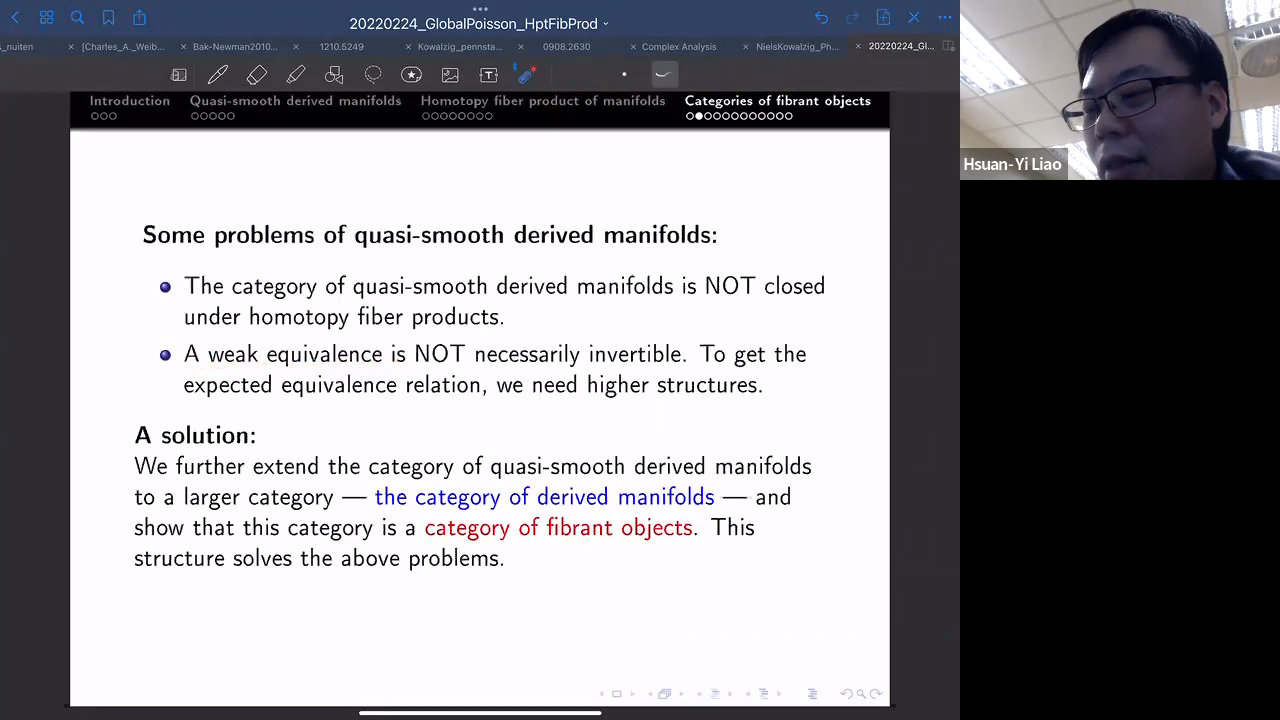 20220224_GlobalPoisson_HptFibProd
s_nuiten
[Charles_A._Weib...
Bak-Newman2010...
1210.5249
Kowalzig_pennsta...
0908.2630
Complex Analysis
NielsKowalzig_Ph...
20220224_Glo...
Introduction
Quasi-smooth derived manifolds
Homotopy fiber product of manifolds
Categories of fibrant objects
Hsuan-Yi Liao
Some problems of quasi-smooth derived manifolds:
The category of quasi-smooth derived manifolds is NOT closed
under homotopy fiber products.
A weak equivalence is NOT necessarily invertible. To get the
expected equivalence relation, we need higher structures.
A solution:
We further extend the category of quasi-smooth derived manifolds
to a larger category — the category of derived manifolds — and
show that this category is a category of fibrant objects. This
structure solves the above problems.